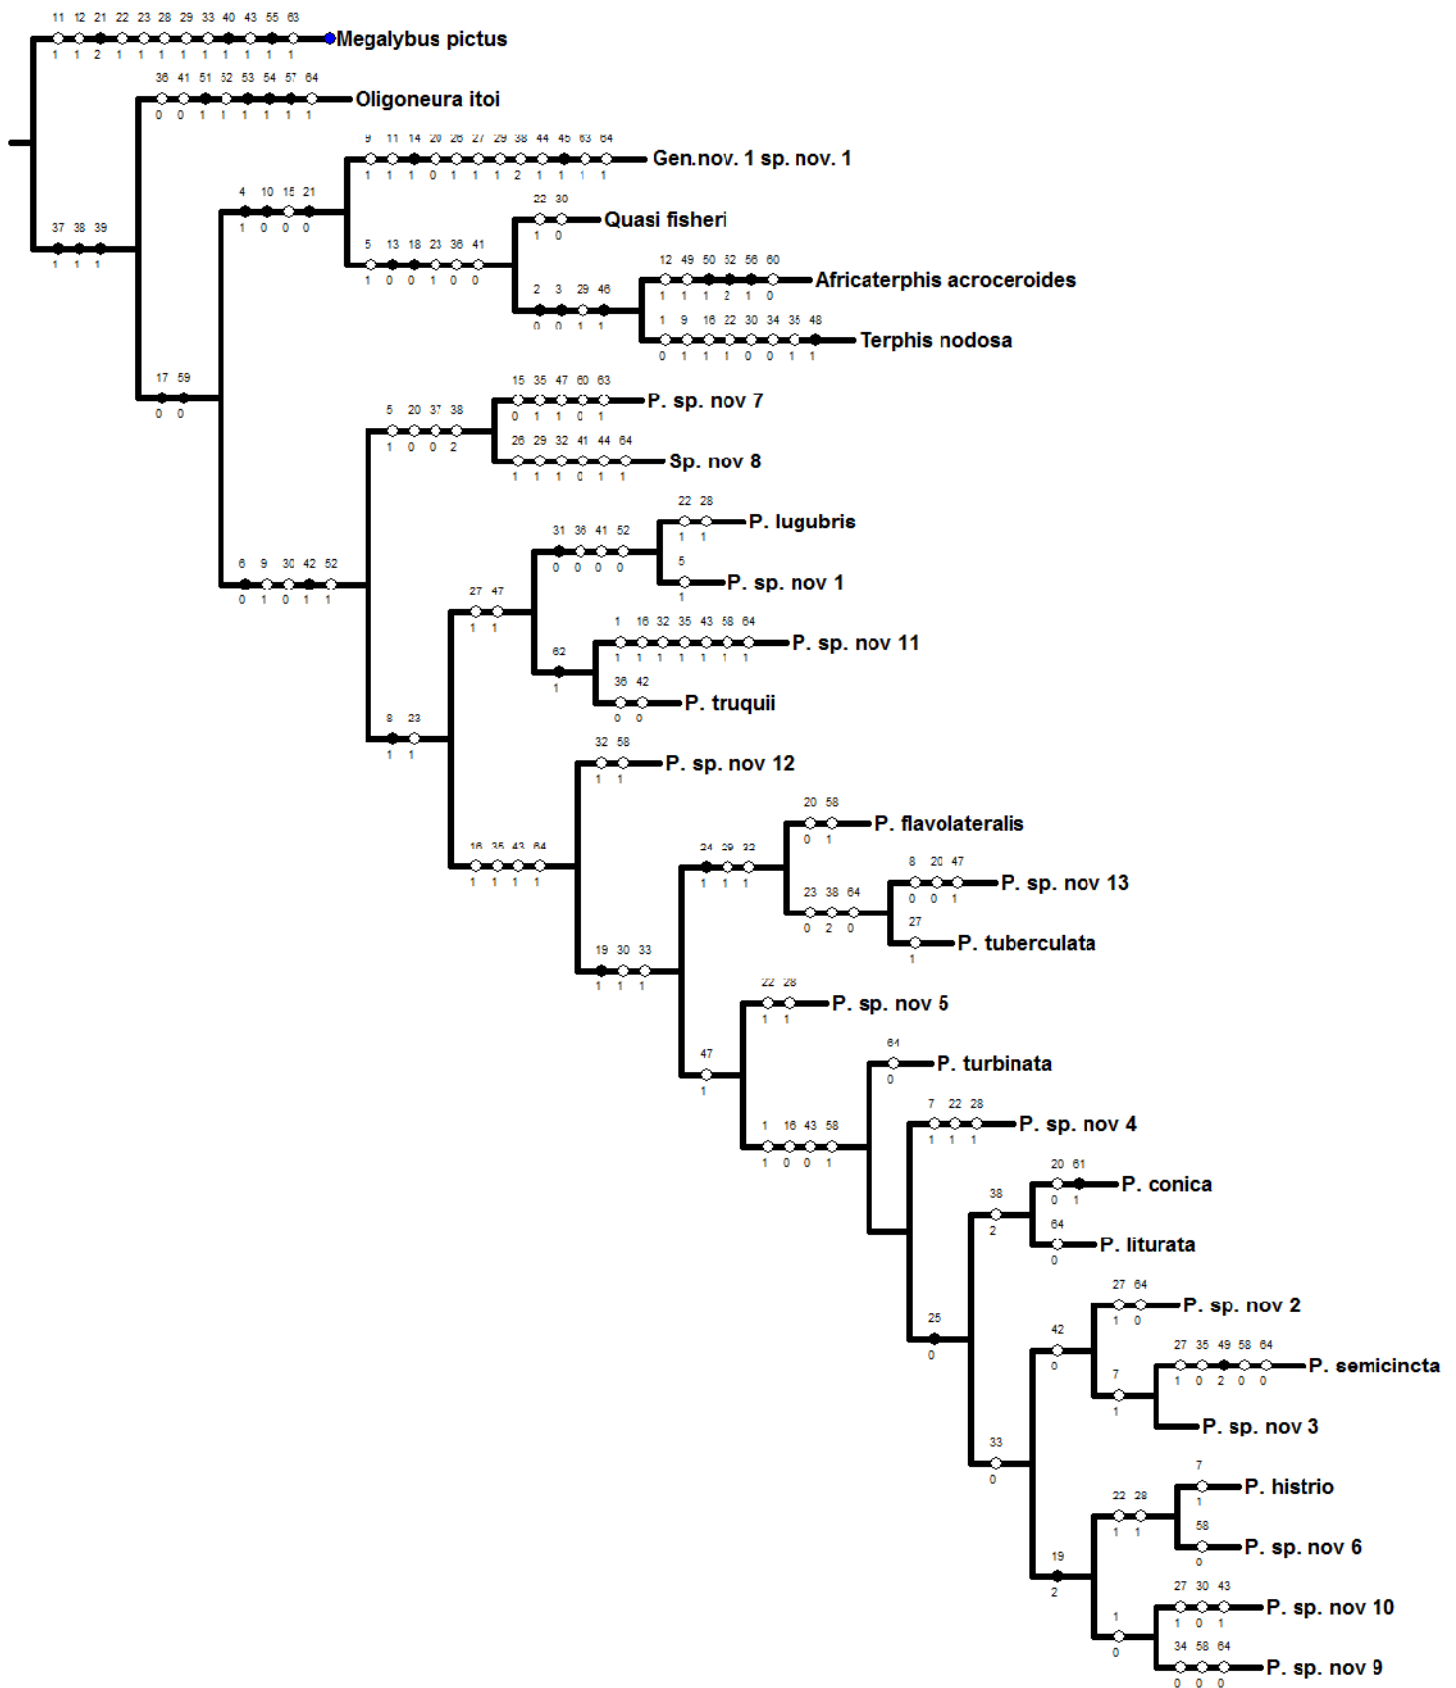 11 12 21 22 23 28 29 33 40 43 55 63
Megalybus pictus
1 1 2 1 1 1 1 1 1 1 1 1
36 41 51 52 53 54 57 64
Oligoneura itoi
0 0 1 1 1 1 1 1
9 11 14 20 26 27 29 38 44 45 63 64
Gen.nov. 1 sp. nov. 1
1 1 1 0 1 1 1 2 1 1 1 1
4 10 15 21
1 0 0 0
22 30
Quasi fisheri
1 0
37 38 39
1 1 1
5 13 18 23 36 41
1 0 0 1 0 0
12 49 50 52 56 60
Africaterphis acroceroides
1 1 1 2 1 0
2 3 29 46
0 0 1 1
1 9 16 22 30 34 35 48
Terphis nodosa
0 1 1 1 0 0 1 1
17 59
0 0
15 35 47 60 63
P. sp. nov 7
0 1 1 0 1
5 20 37 38
1 0 0 2
26 29 32 41 44 64
Sp. nov 8
1 1 1 0 1 1
22 28
P. lugubris
1 1
31 36 41 52
0 0 0 0
5
P. sp. nov 1
1
6 9 30 42 52
0 1 0 1 1
27 47
1 1
1 16 32 35 43 58 64
P. sp. nov 11
1 1 1 1 1 1 1
62
1
36 42
P. truquii
0 0
8 23
1 1
32 58
P. sp. nov 12
1 1
20 58
P. flavolateralis
0 1
16 35 43 64
1 1 1 1
24 29 32
1 1 1
8 20 47
P. sp. nov 13
0 0 1
23 38 64
0 2 0
27
P. tuberculata
1
19 30 33
1 1 1
22 28
P. sp. nov 5
1 1
47
1
64
P. turbinata
0
7 22 28
P. sp. nov 4
1 1 1
1 16 43 58
1 0 0 1
20 61
P. conica
0 1
38
2
64
P. liturata
0
27 64
P. sp. nov 2
1 0
25
0
42
0
27 35 49 58 64
P. semicincta
1 0 2 0 0
7
1
P. sp. nov 3
33
0
7
P. histrio
1
22 28
1 1
58
P. sp. nov 6
0
19
2
27 30 43
P. sp. nov 10
1 0 1
1
0
34 58 64
P. sp. nov 9
0 0 0